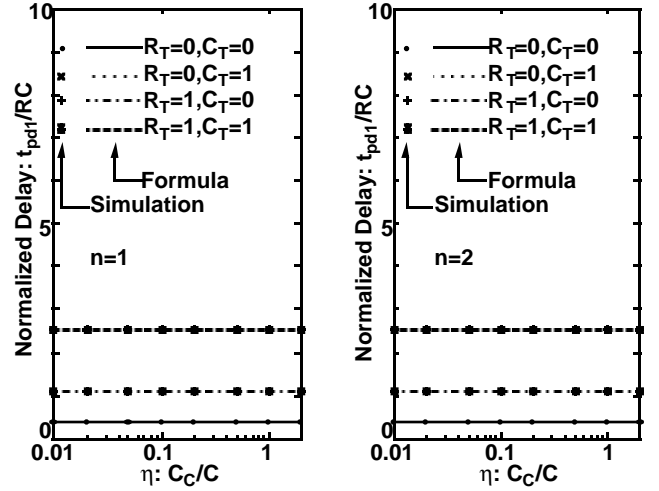 10
R_T=0,C_T=0
R_T=0,C_T=1
R_T=1,C_T=0
R_T=1,C_T=1
Formula
Simulation
5
n=1
0
0.01
0.1
1
η: C_C/C
Normalized Delay: t_pd1/RC
10
R_T=0,C_T=0
R_T=0,C_T=1
R_T=1,C_T=0
R_T=1,C_T=1
Formula
Simulation
5
n=2
0
0.01
0.1
1
η: C_C/C
Normalized Delay: t_pd1/RC